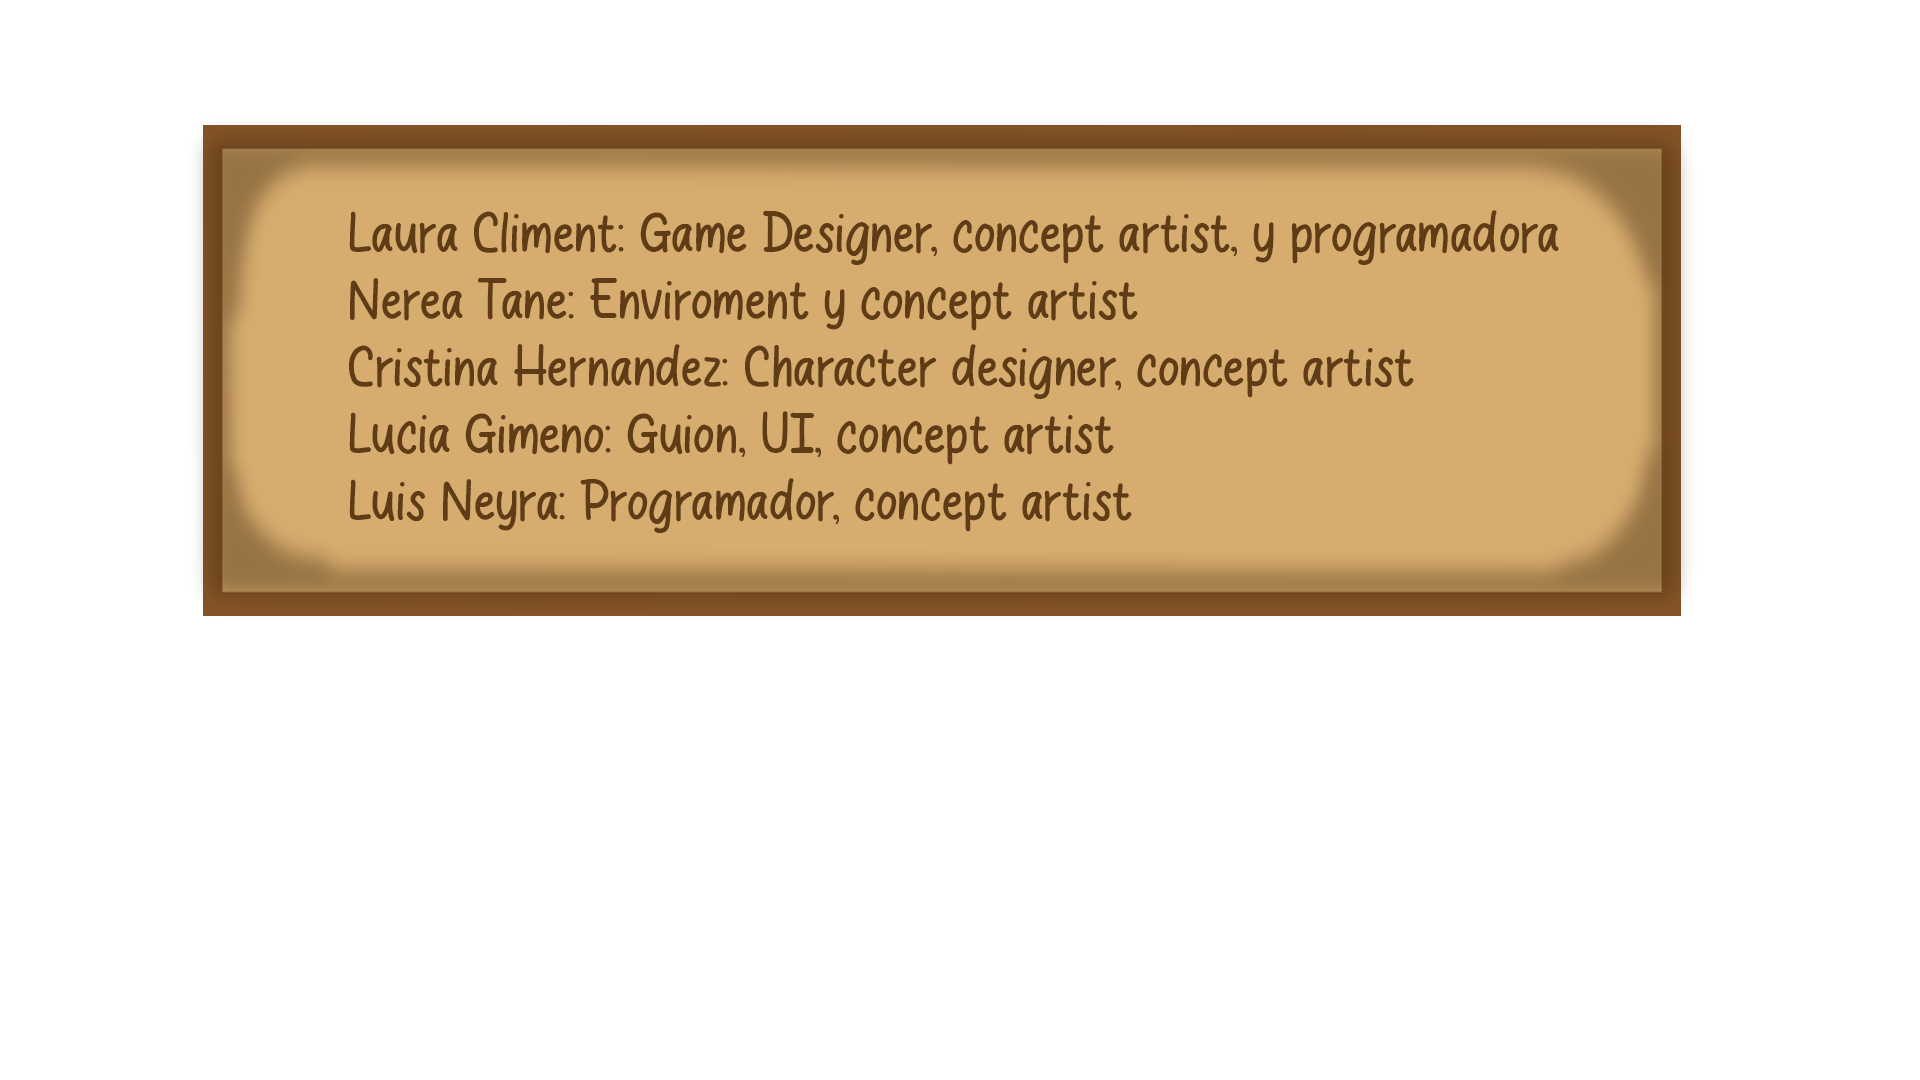 Laura Climent: Game Designer, concept artist, y programadora
Nerea Tane: Enviroment y concept artist
Cristina Hernandez: Character designer, concept artist
Lucia Gimeno: Guion, UI, concept artist
Luis Neyra: Programador, concept artist